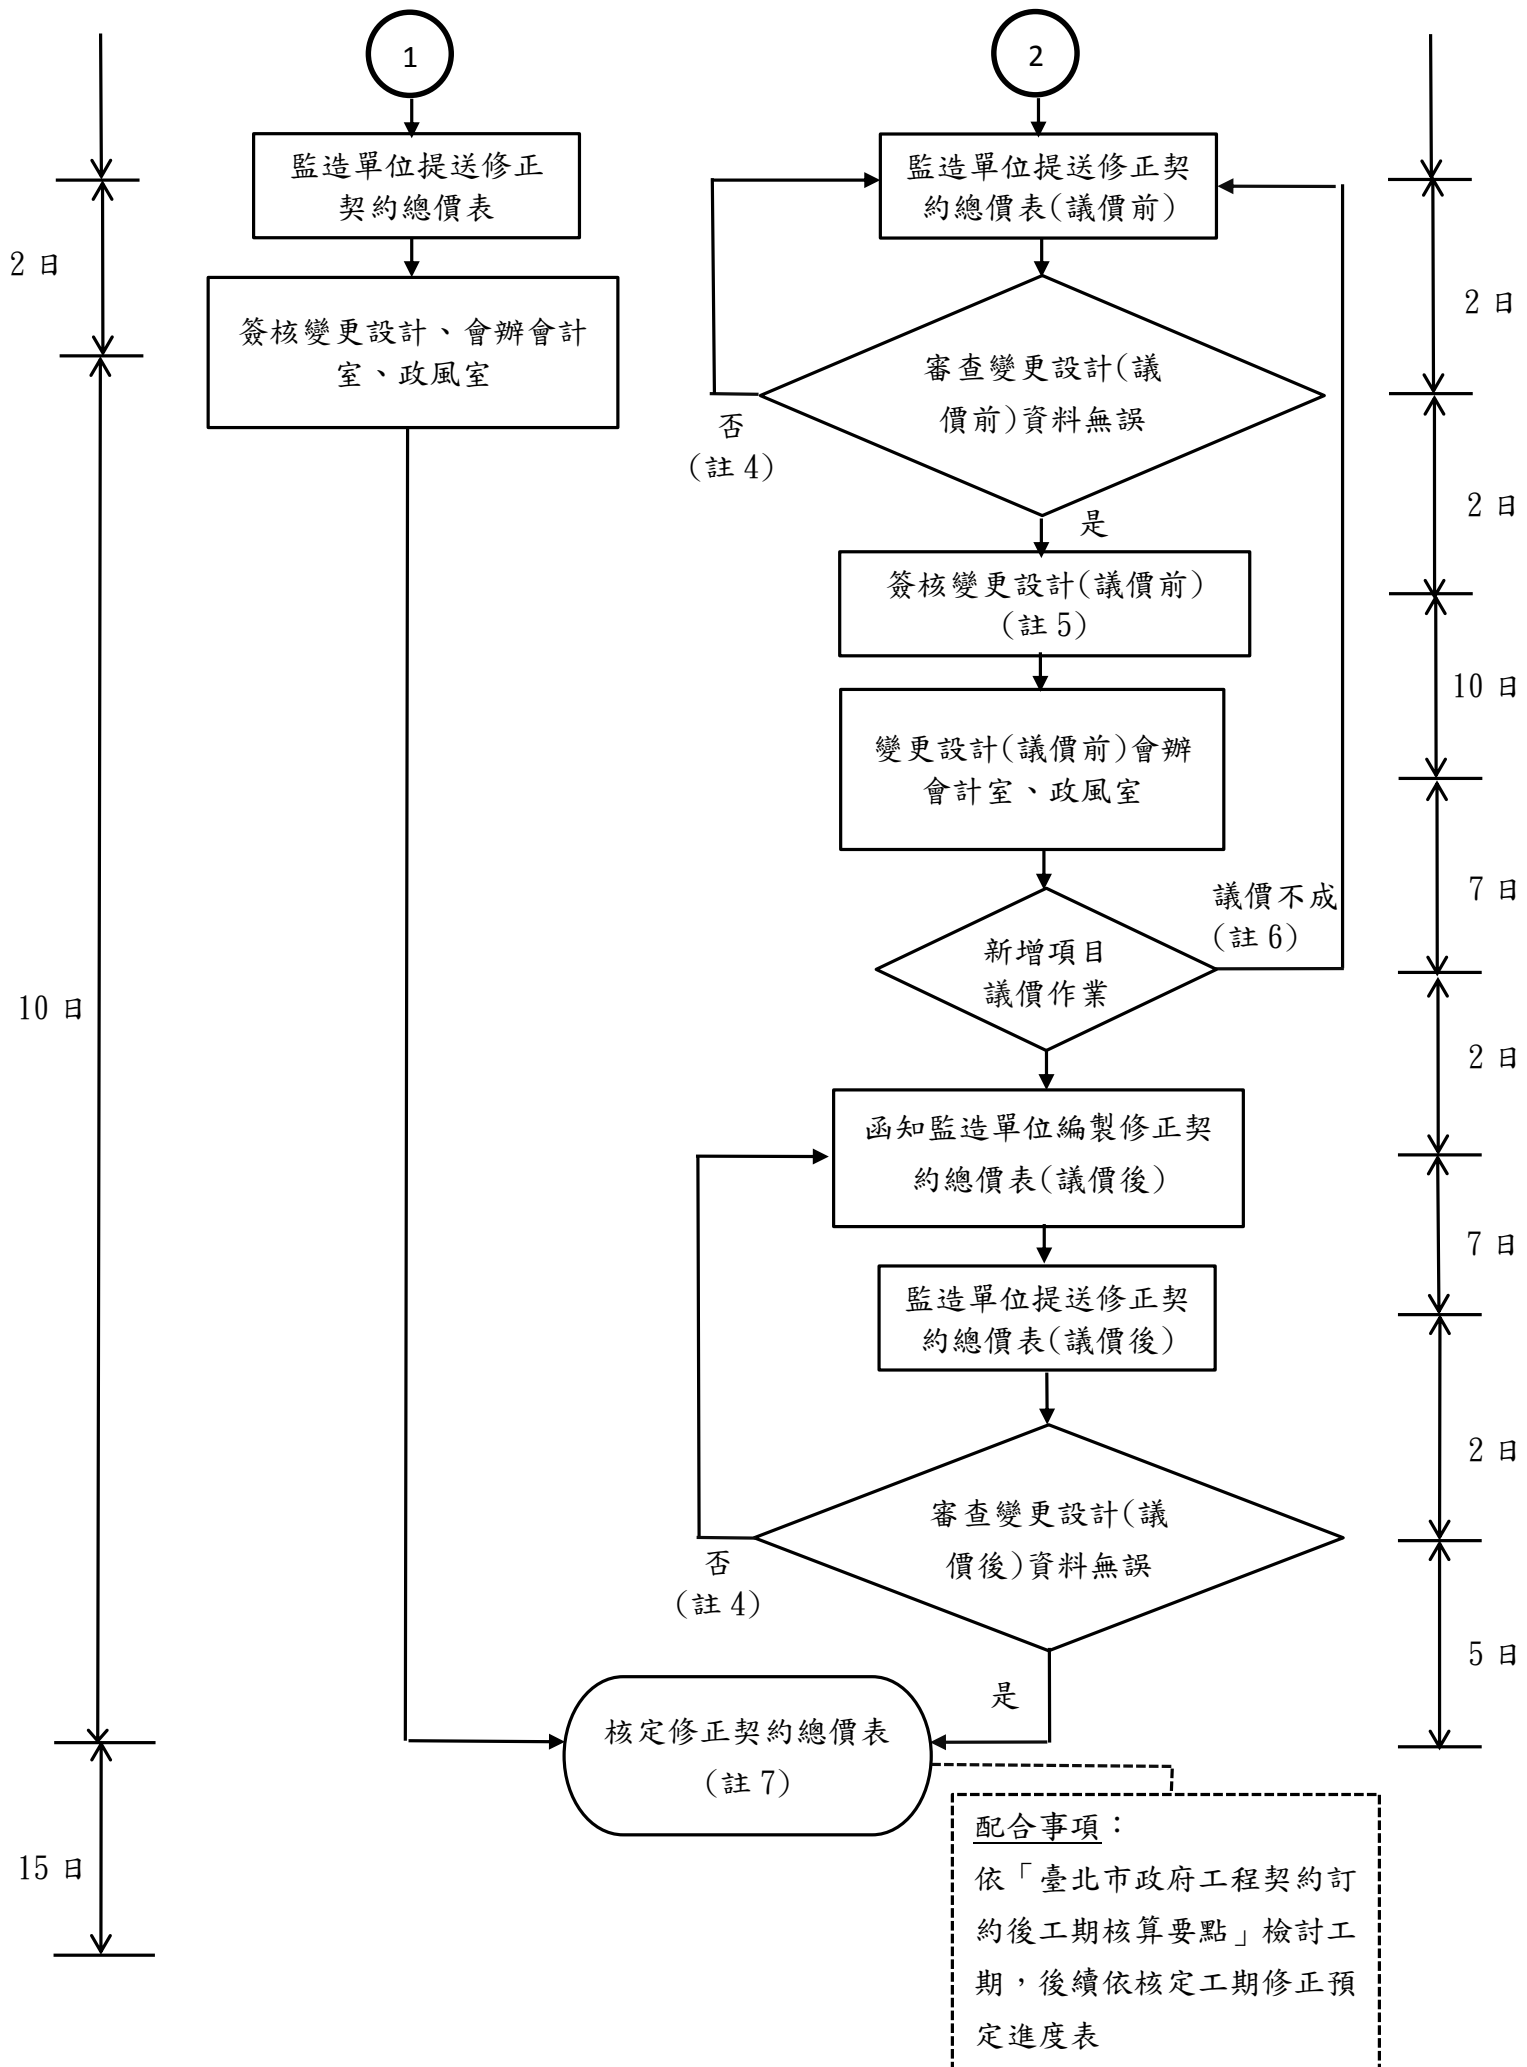 1
2
監造單位提送修正
契約總價表
2 日
簽核變更設計、會辦會計
室、政風室
10 日
15 日
監造單位提送修正契
約總價表(議價前)
審查變更設計(議
價前)資料無誤
否
(註 4)
是
簽核變更設計(議價前)
(註 5)
變更設計(議價前)會辦
會計室、政風室
新增項目
議價作業
議價不成
(註 6)
函知監造單位編製修正契
約總價表(議價後)
監造單位提送修正契
約總價表(議價後)
審查變更設計(議
價後)資料無誤
否
(註 4)
是
核定修正契約總價表
(註 7)
配合事項：
依「臺北市政府工程契約訂
約後工期核算要點」檢討工
期，後續依核定工期修正預
定進度表
2 日
2 日
10 日
7 日
2 日
7 日
2 日
5 日